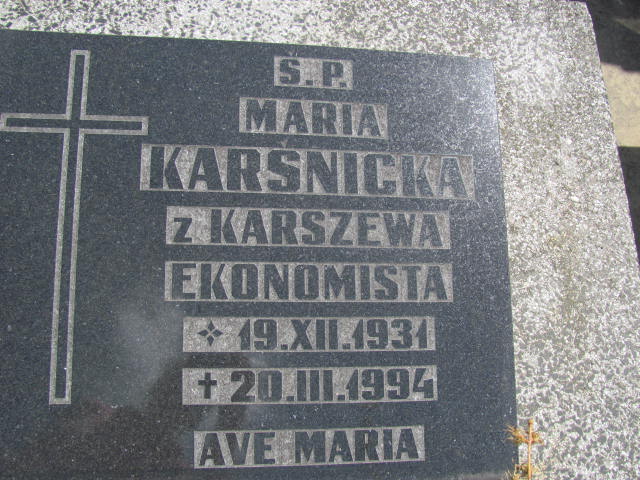 Ś.P.
MARIA
KARŚNICKA
z KARSZEWA
EKONOMISTA
19.XII.1931
✝ 20.III.1994
AVE MARIA